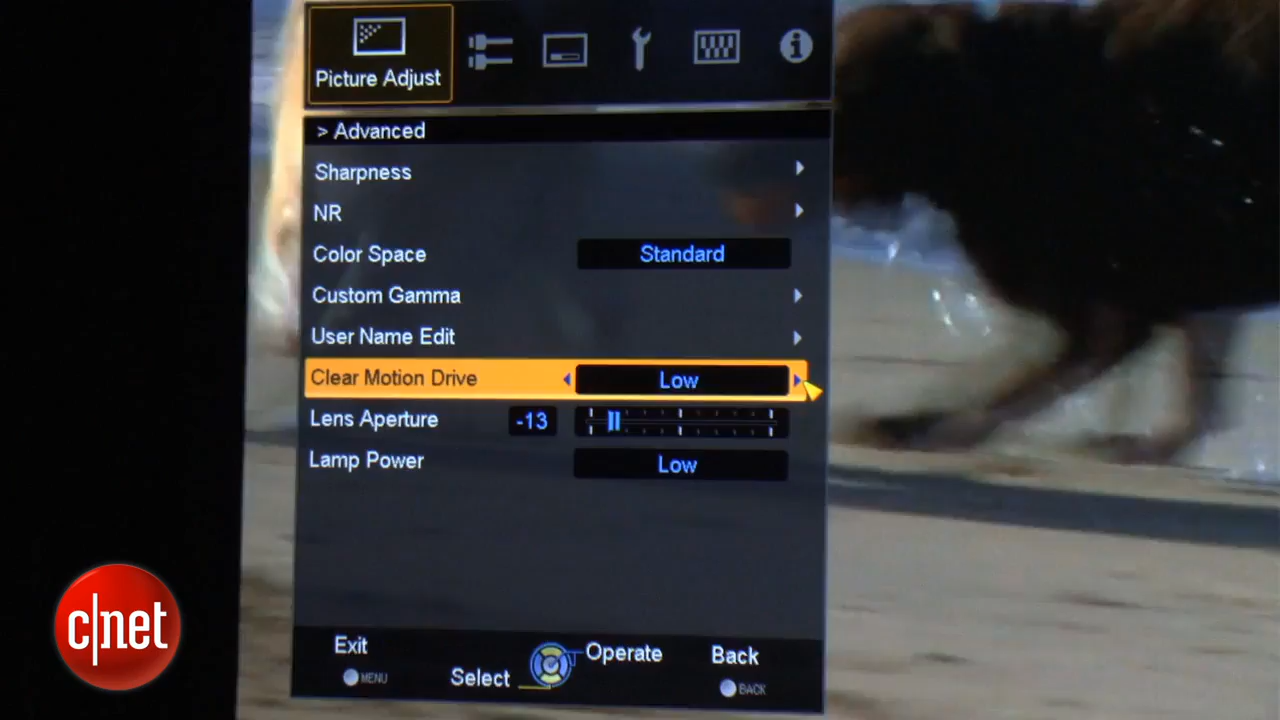 Picture Adjust
> Advanced
Sharpness
NR
Color Space Standard
Custom Gamma
User Name Edit
Clear Motion Drive Low
Lens Aperture -13
Lamp Power Low
Exit
MENU
Select
Operate
Back
BACK
c|net